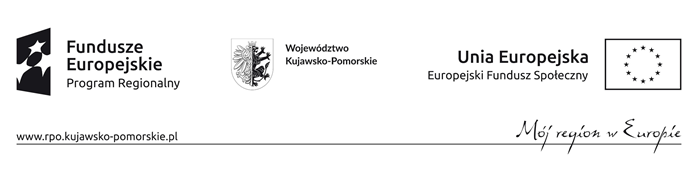 Fundusze
Europejskie
Program Regionalny
Województwo
Kujawsko-Pomorskie
Unia Europejska
Europejski Fundusz Społeczny
www.rpo.kujawsko-pomorskie.pl
Mój region w Europie